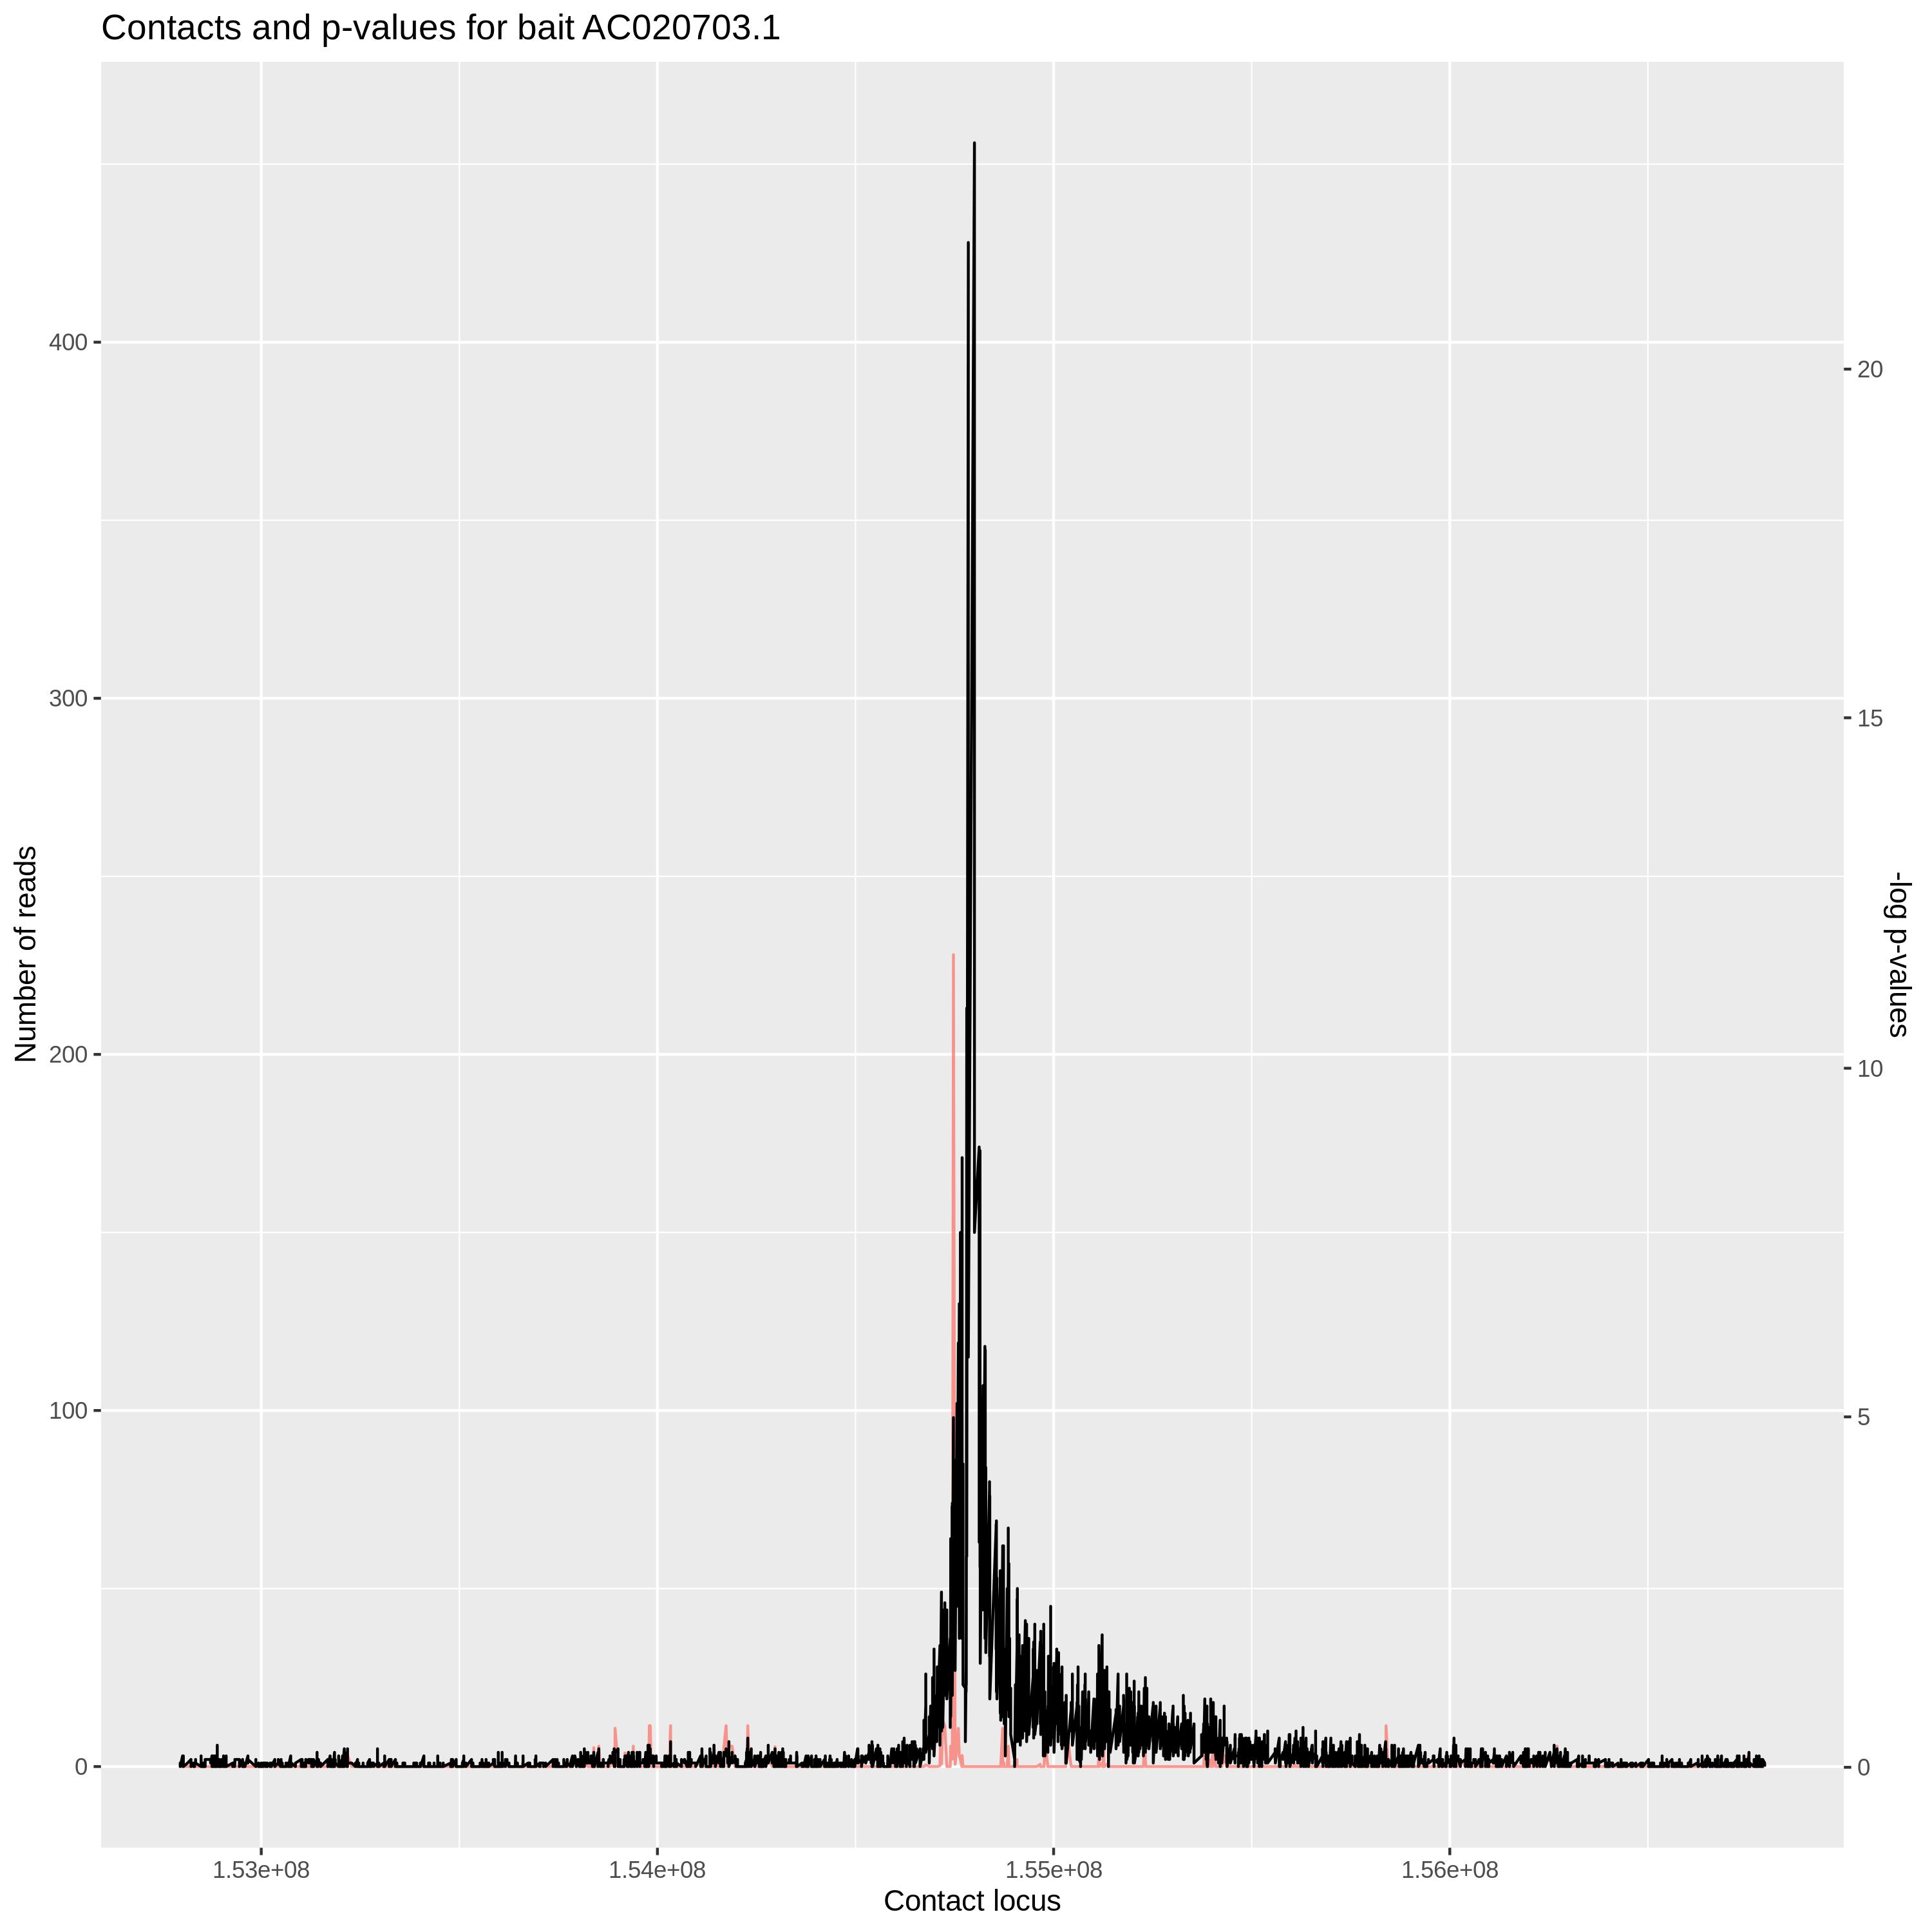 Contacts and p-values for bait AC020703.1
400
300
200
100
0
20
15
10
5
0
Number of reads
-log p-values
1.53e+08
1.54e+08
1.55e+08
1.56e+08
Contact locus